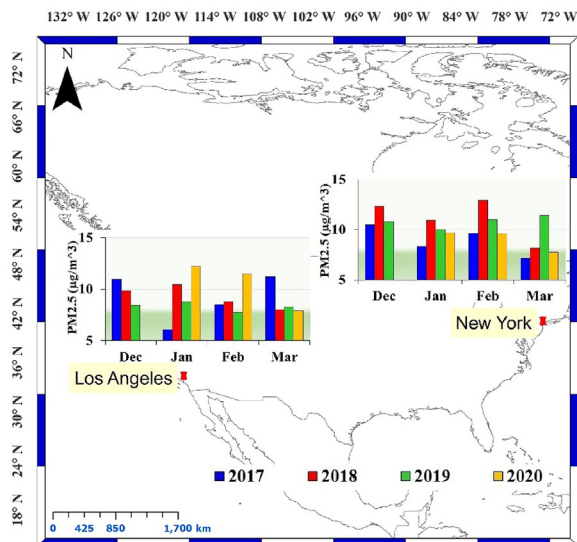 132° W 120° W 114° W 108° W 102° W 96° W 90° W 84° W 78° W 72° W
N
72° N
66° N
60° N
54° N
48° N
42° N
36° N
30° N
24° N
18° N
15
10
5
PM2.5 (µg/m^3)
Dec Jan Feb Mar
15
10
5
PM2.5 (µg/m^3)
Dec Jan Feb Mar
New York
Los Angeles
2017 2018 2019 2020
0 425 850 1,700 km